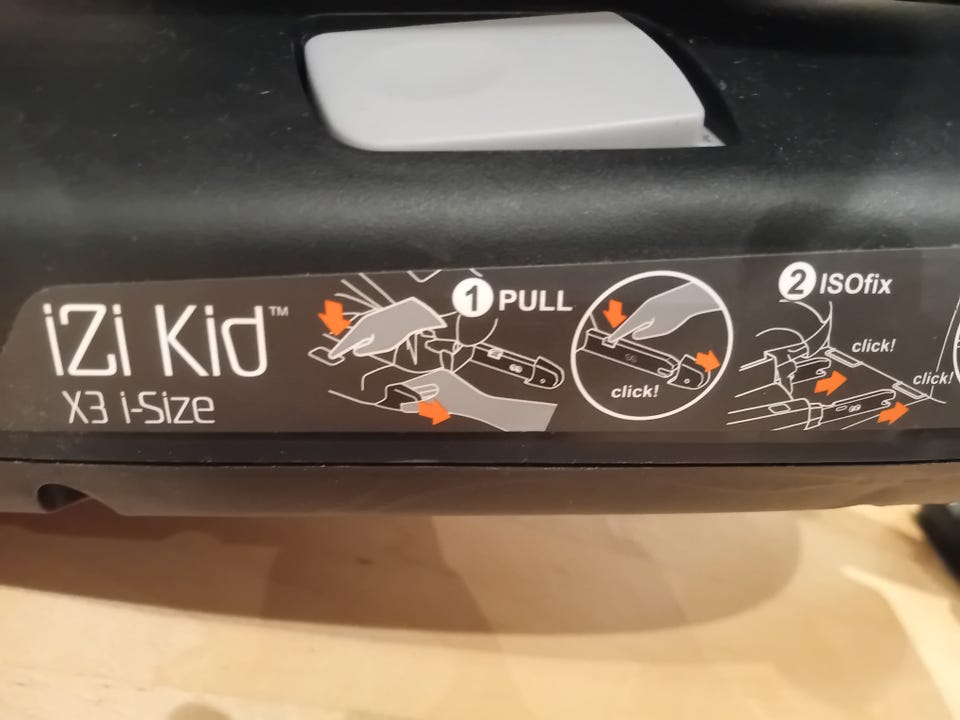 iZi Kid™
X3 i-Size
1 PULL
click!
2 ISOfix
click!
click!